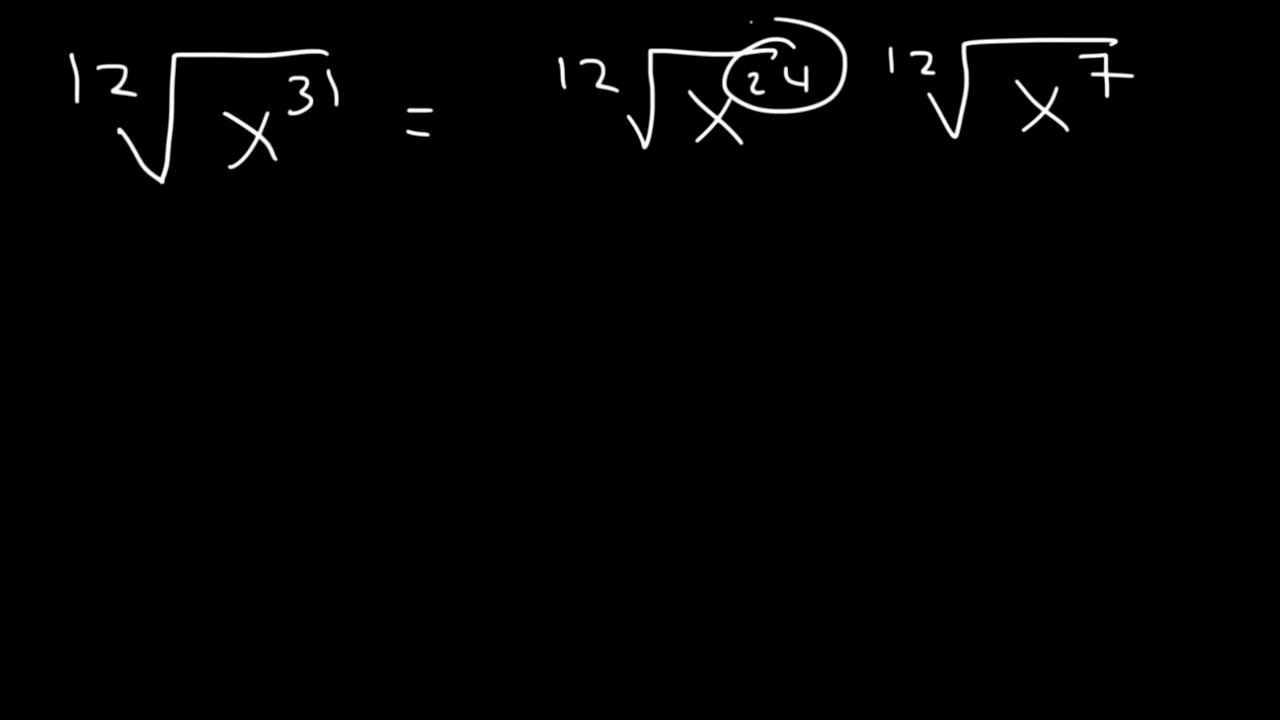 ¹²√x³¹ = ¹²√x²⁴ ¹²√x⁷